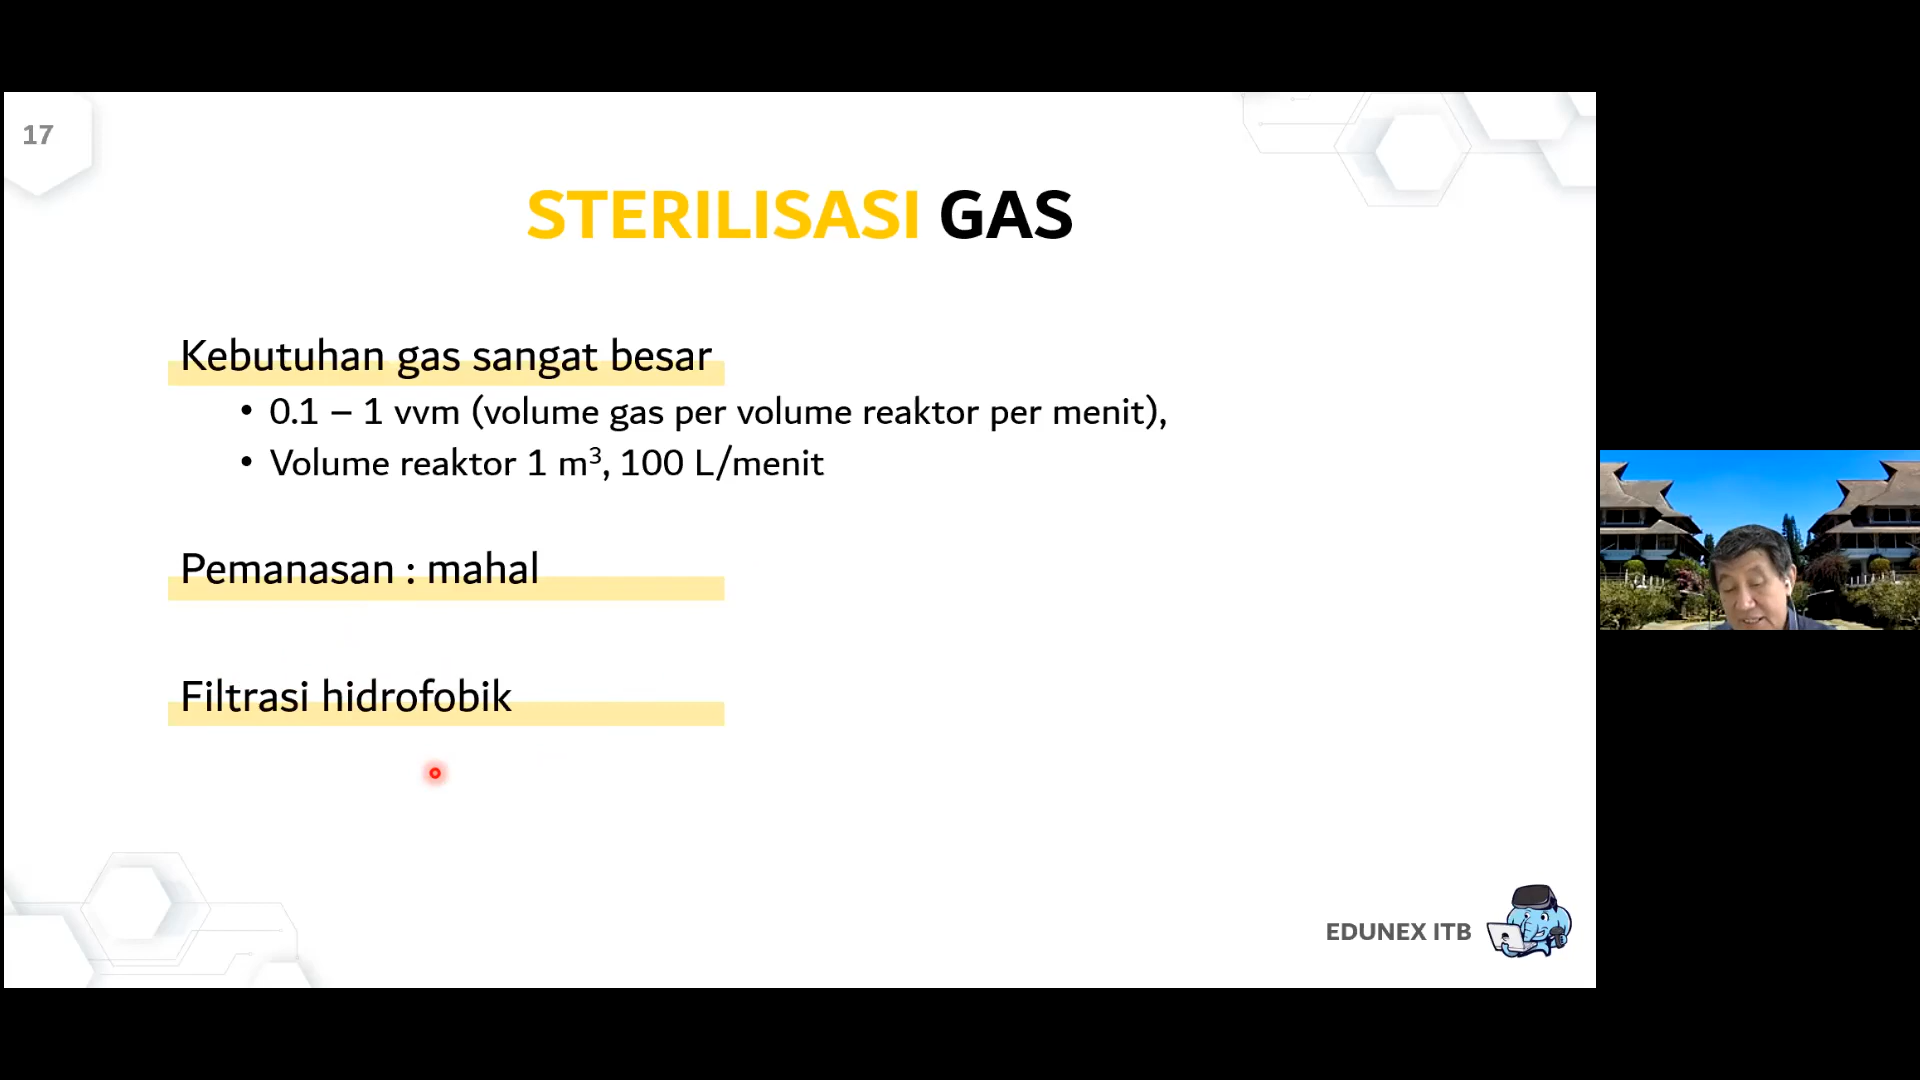 17
STERILISASI GAS
Kebutuhan gas sangat besar
• 0.1 – 1 vvm (volume gas per volume reaktor per menit),
• Volume reaktor 1 m³, 100 L/menit
Pemanasan : mahal
Filtrasi hidrofobik
EDUNEX ITB